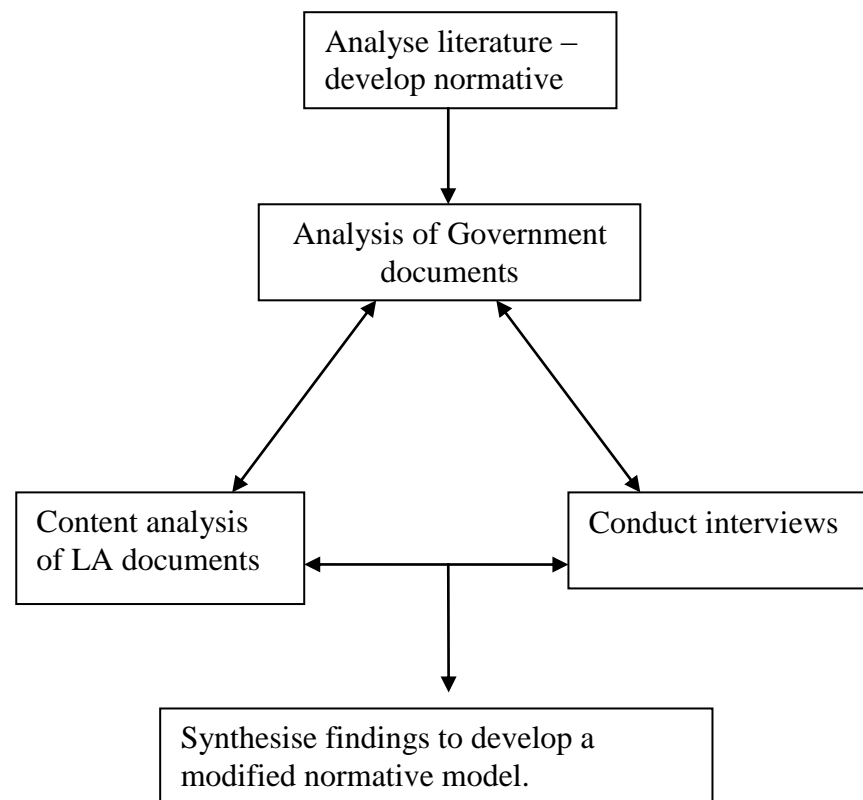 Analyse literature –
develop normative
Analysis of Government
documents
Content analysis
of LA documents
Conduct interviews
Synthesise findings to develop a
modified normative model.